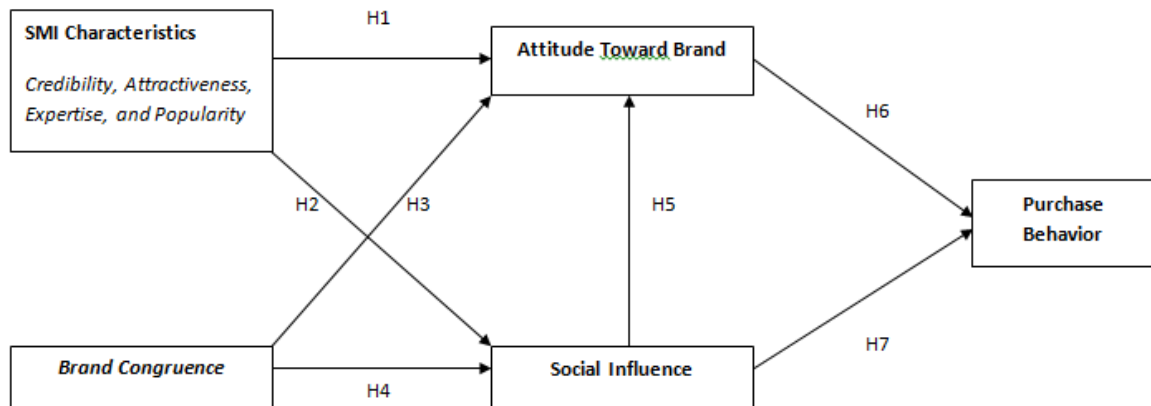 H1
SMI Characteristics
Attitude Toward Brand
Credibility, Attractiveness,
Expertise, and Popularity
H6
H2
H3
H5
Purchase
Behavior
H7
Brand Congruence
Social Influence
H4